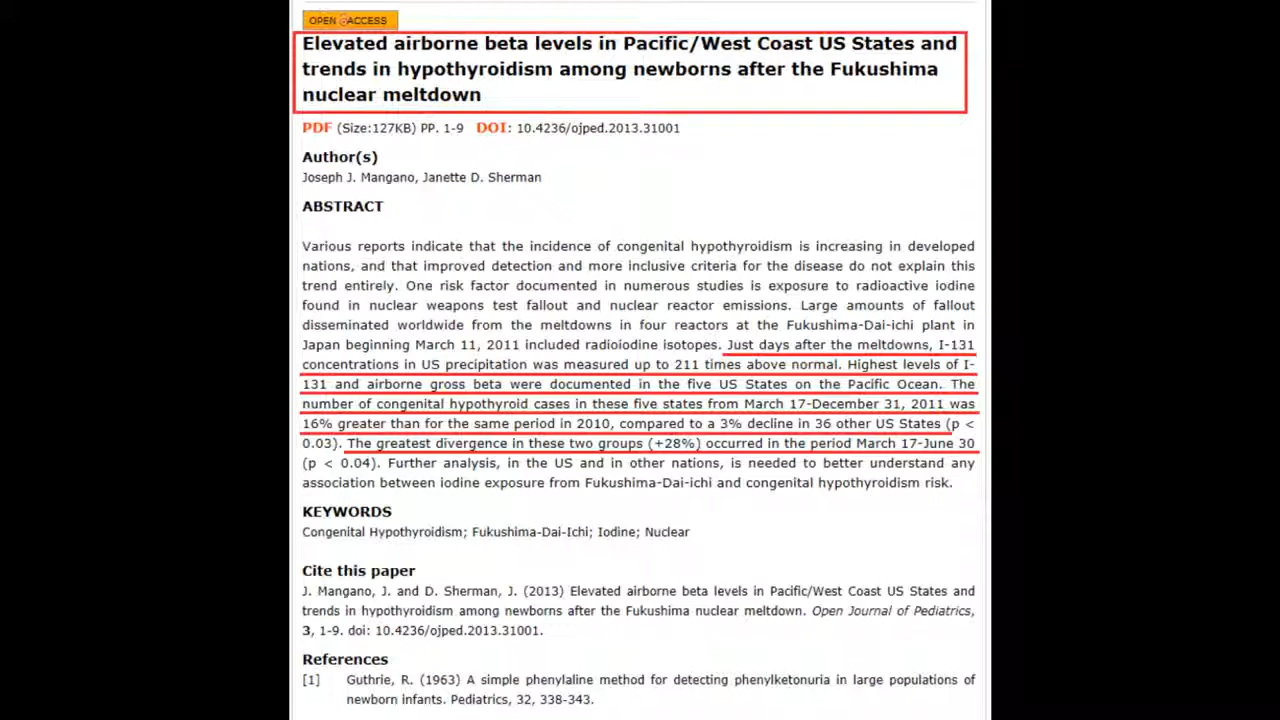 OPEN ACCESS
Elevated airborne beta levels in Pacific/West Coast US States and
trends in hypothyroidism among newborns after the Fukushima
nuclear meltdown
PDF (Size:127KB) PP. 1-9 DOI: 10.4236/ojped.2013.31001
Author(s)
Joseph J. Mangano, Janette D. Sherman
ABSTRACT
Various reports indicate that the incidence of congenital hypothyroidism is increasing in developed
nations, and that improved detection and more inclusive criteria for the disease do not explain this
trend entirely. One risk factor documented in numerous studies is exposure to radioactive iodine
found in nuclear weapons test fallout and nuclear reactor emissions. Large amounts of fallout
disseminated worldwide from the meltdowns in four reactors at the Fukushima-Dai-ichi plant in
Japan beginning March 11, 2011 included radioiodine isotopes. Just days after the meltdowns, I-131
concentrations in US precipitation was measured up to 211 times above normal. Highest levels of I-
131 and airborne gross beta were documented in the five US States on the Pacific Ocean. The
number of congenital hypothyroid cases in these five states from March 17-December 31, 2011 was
16% greater than for the same period in 2010, compared to a 3% decline in 36 other US States (p <
0.03). The greatest divergence in these two groups (+28%) occurred in the period March 17-June 30
(p < 0.04). Further analysis, in the US and in other nations, is needed to better understand any
association between iodine exposure from Fukushima-Dai-ichi and congenital hypothyroidism risk.
KEYWORDS
Congenital Hypothyroidism; Fukushima-Dai-Ichi; Iodine; Nuclear
Cite this paper
J. Mangano, J. and D. Sherman, J. (2013) Elevated airborne beta levels in Pacific/West Coast US States and
trends in hypothyroidism among newborns after the Fukushima nuclear meltdown. Open Journal of Pediatrics,
3, 1-9. doi: 10.4236/ojped.2013.31001.
References
[1] Guthrie, R. (1963) A simple phenylaline method for detecting phenylketonuria in large populations of
newborn infants. Pediatrics, 32, 338-343.